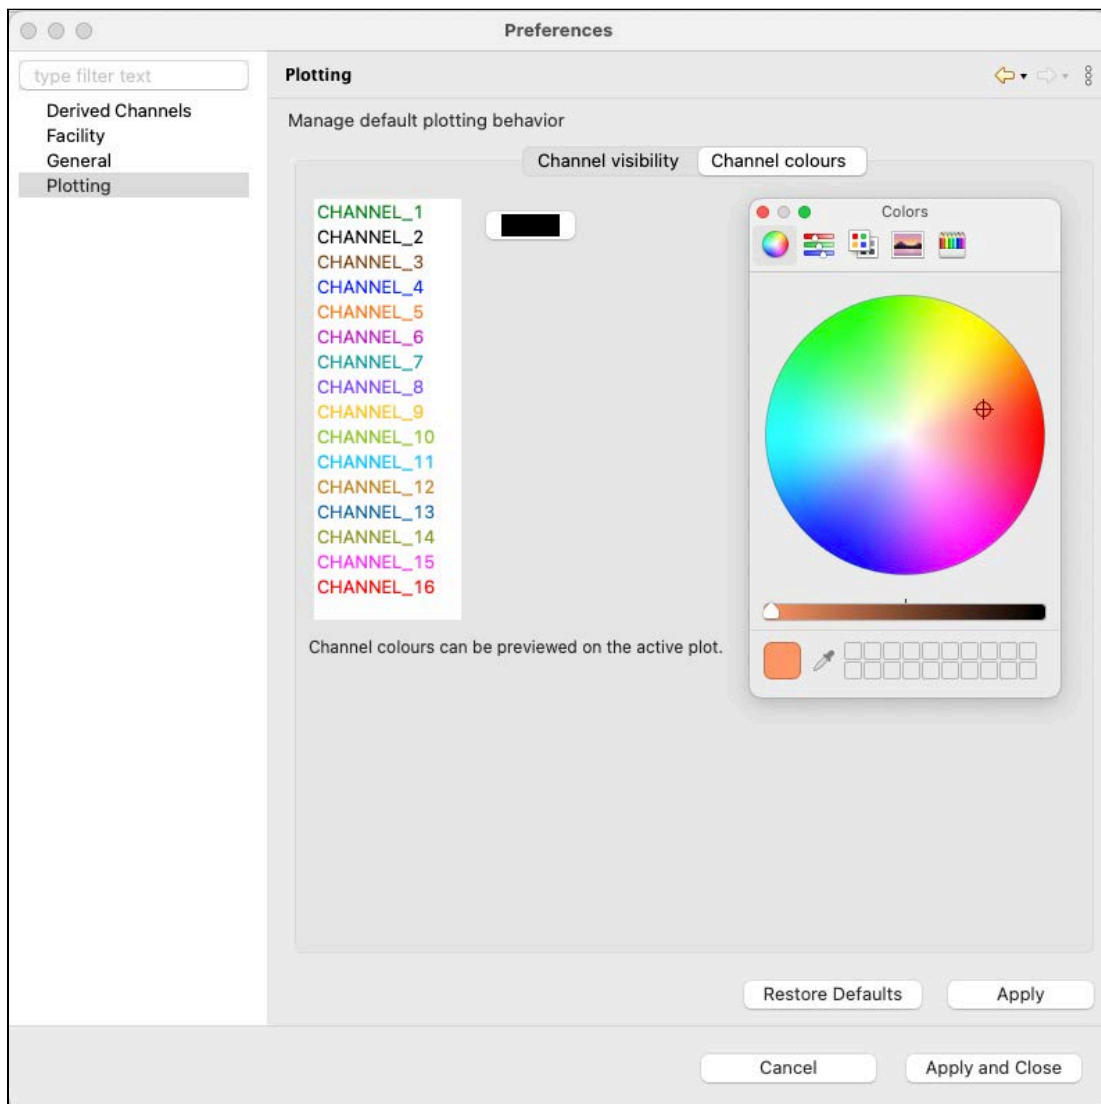 Preferences
type filter text
Derived Channels
Facility
General
Plotting
Plotting
Manage default plotting behavior
Channel visibility
Channel colours
CHANNEL_1
CHANNEL_2
CHANNEL_3
CHANNEL_4
CHANNEL_5
CHANNEL_6
CHANNEL_7
CHANNEL_8
CHANNEL_9
CHANNEL_10
CHANNEL_11
CHANNEL_12
CHANNEL_13
CHANNEL_14
CHANNEL_15
CHANNEL_16
Channel colours can be previewed on the active plot.
Colors
Restore Defaults
Apply
Cancel
Apply and Close